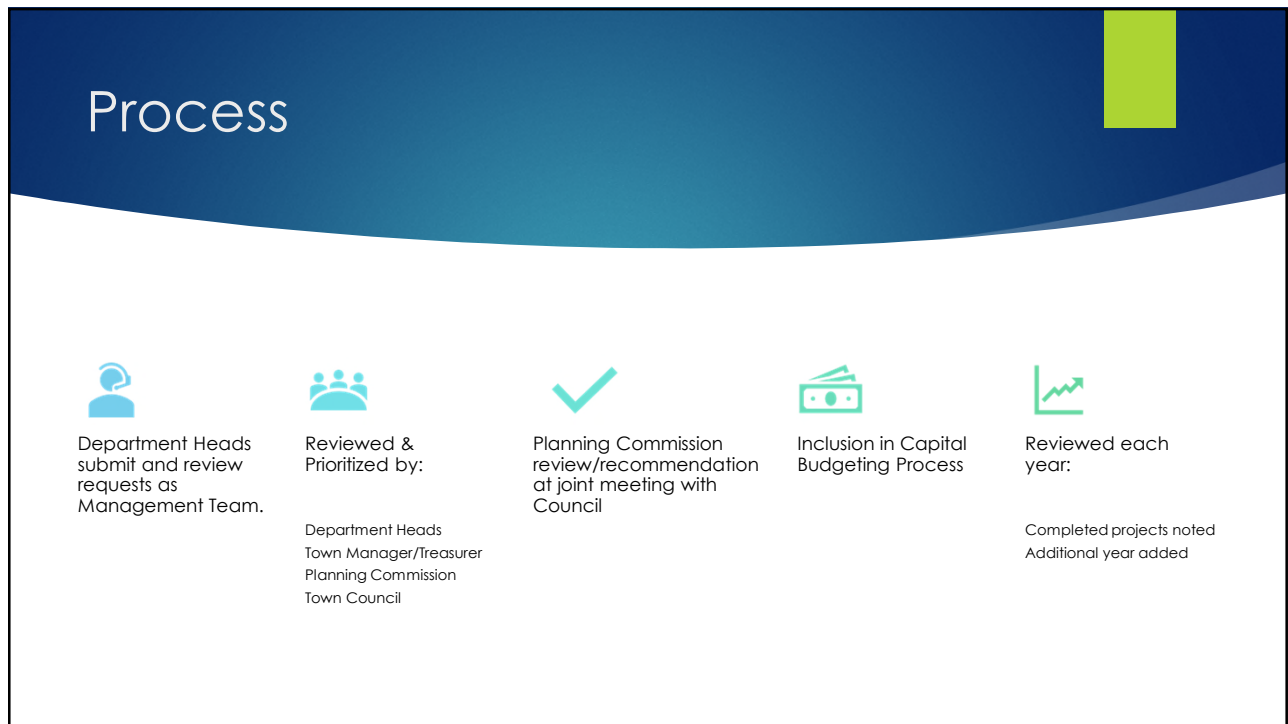 Process
Department Heads
submit and review
requests as
Management Team.
Reviewed &
Prioritized by:
Department Heads
Town Manager/Treasurer
Planning Commission
Town Council
Planning Commission
review/recommendation
at joint meeting with
Council
Inclusion in Capital
Budgeting Process
Reviewed each
year:
Completed projects noted
Additional year added